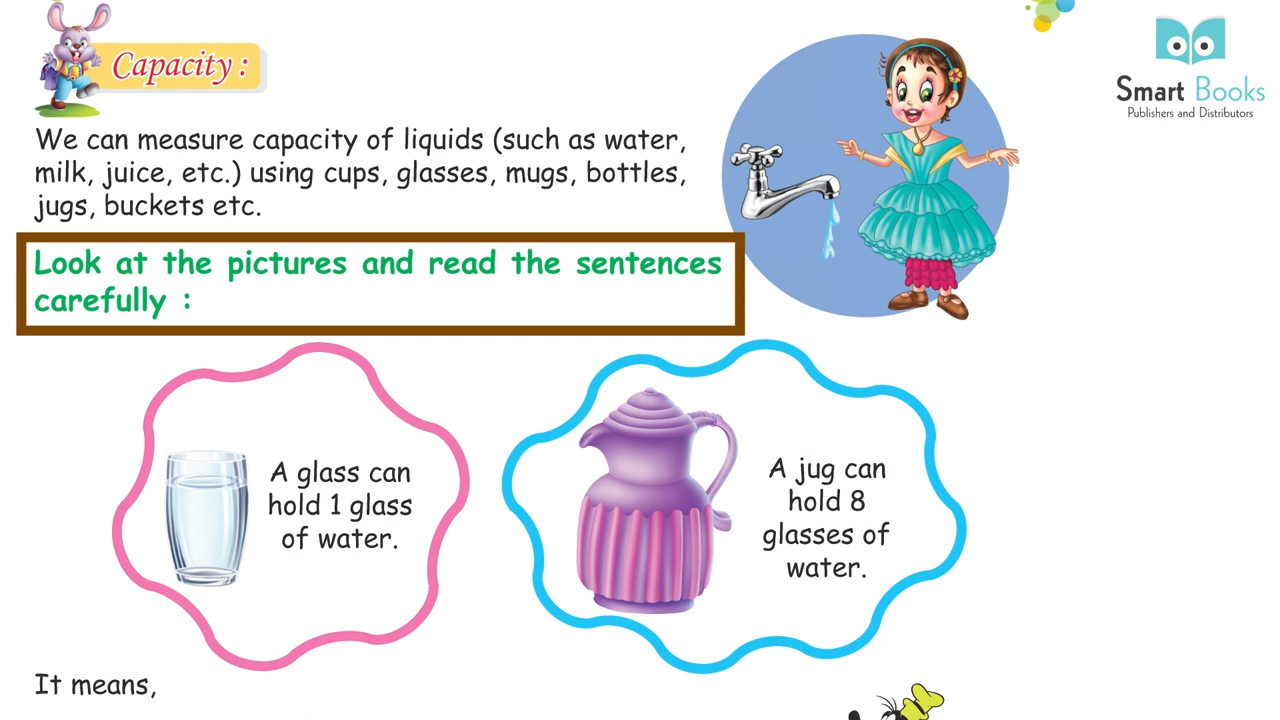 Capacity :
Smart Books
Publishers and Distributors
We can measure capacity of liquids (such as water,
milk, juice, etc.) using cups, glasses, mugs, bottles,
jugs, buckets etc.
Look at the pictures and read the sentences
carefully :
A glass can
hold 1 glass
of water.
A jug can
hold 8
glasses of
water.
It means,